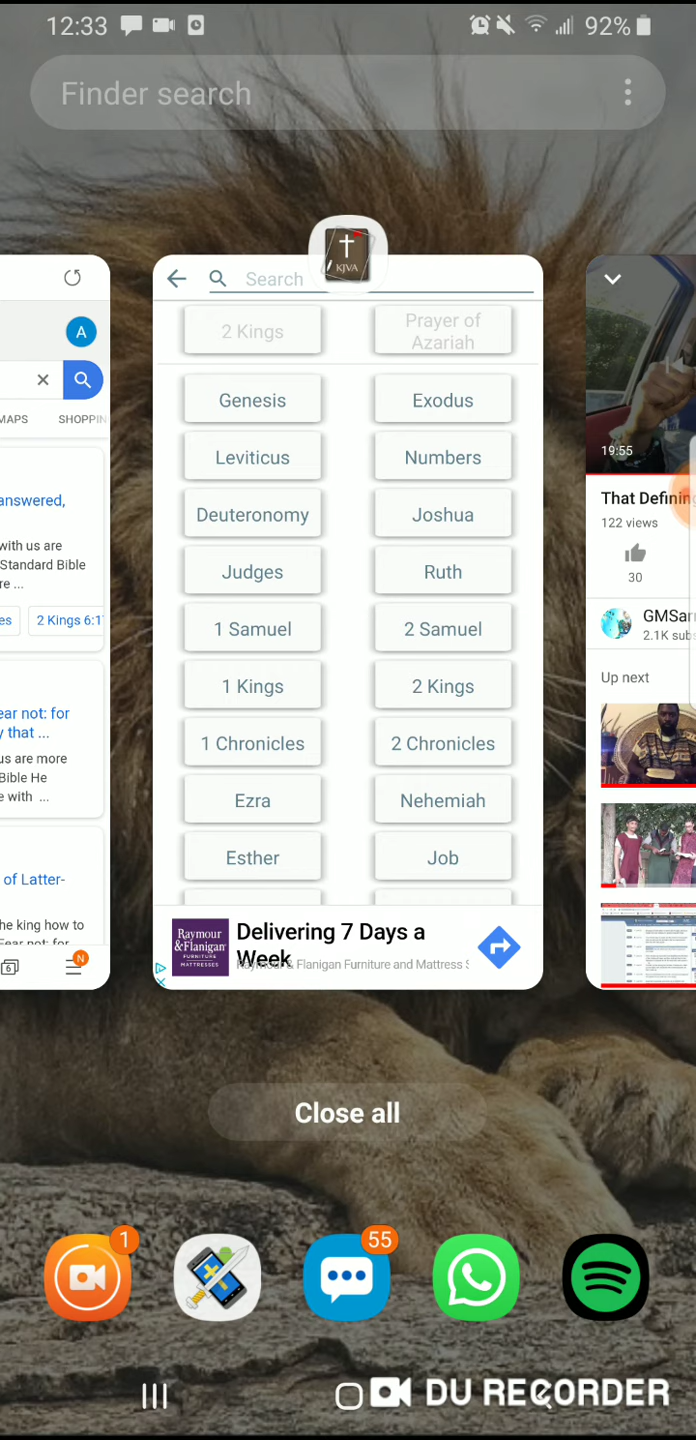 12:33
92%
Finder search
KJVA
A
MAPS
SHOPPIN
answered,
with us are
Standard Bible
re ...
es
2 Kings 6:1
ear not: for
y that ...
us are more
Bible He
e with ...
of Latter-
he king how to
Fear not: for
6
N
Search
2 Kings
Prayer of
Azariah
Genesis
Exodus
Leviticus
Numbers
Deuteronomy
Joshua
Judges
Ruth
1 Samuel
2 Samuel
1 Kings
2 Kings
1 Chronicles
2 Chronicles
Ezra
Nehemiah
Esther
Job
Raymour
&Flanigan
FURNITURE
MATTRESSES
Delivering 7 Days a
Week
Raymour & Flanigan Furniture and Mattress S
19:55
That Defining
122 views
30
GMSar
2.1K subs
Up next
Close all
1
55
DU RECORDER